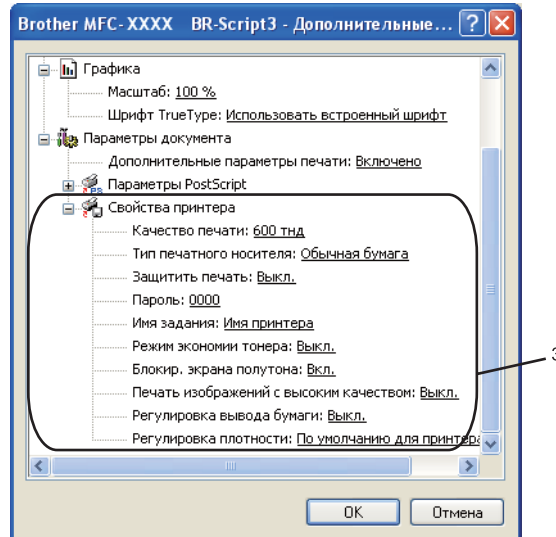 Brother MFC-XXXX BR-Script3 - Дополнительные...
Графика
Масштаб: 100 %
Шрифт TrueType: Использовать встроенный шрифт
Параметры документа
Дополнительные параметры печати: Включено
Параметры PostScript
Свойства принтера
Качество печати: 600 тнд
Тип печатного носителя: Обычная бумага
Защитить печать: Выкл.
Пароль: 0000
Имя задания: Имя принтера
Режим экономии тонера: Выкл.
Блокир. экрана полутона: Вкл.
Печать изображений с высоким качеством: Выкл.
Регулировка вывода бумаги: Выкл.
Регулировка плотности: По умолчанию для принтера
OK Отмена